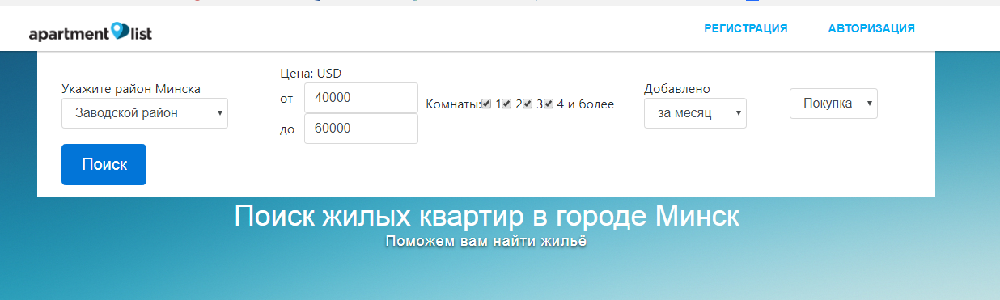 apartment list
РЕГИСТРАЦИЯ
АВТОРИЗАЦИЯ
Укажите район Минска
Заводской район
Цена: USD
от 40000
до 60000
Комнаты: 1 2 3 4 и более
Добавлено
за месяц
Покупка
Поиск
Поиск жилых квартир в городе Минск
Поможем вам найти жильё